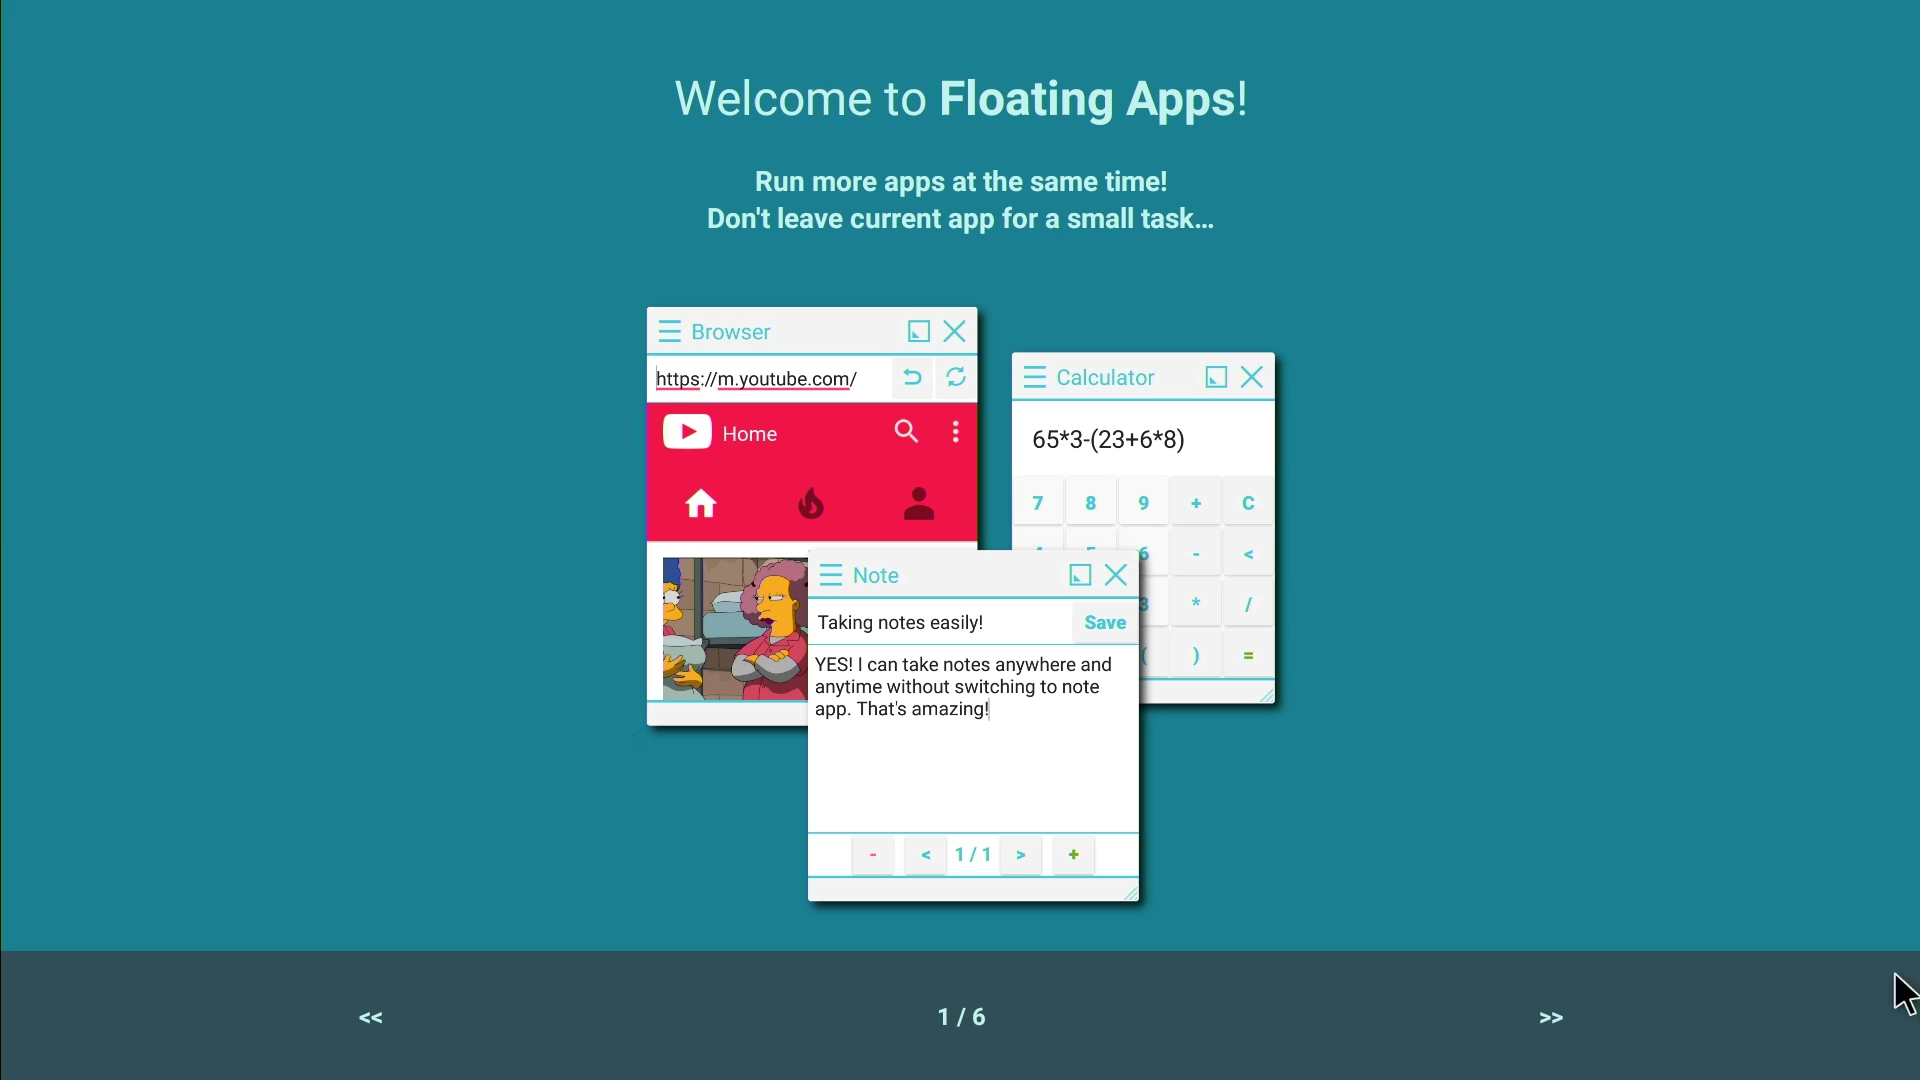 Welcome to Floating Apps!
Run more apps at the same time!
Don't leave current app for a small task...
Browser
https://m.youtube.com/
Home
Calculator
65*3-(23+6*8)
7 8 9 + C
6 - <
3 * /
( ) =
Note
Taking notes easily! Save
YES! I can take notes anywhere and
anytime without switching to note
app. That's amazing!
- < 1 / 1 > +
<< 1 / 6 >>